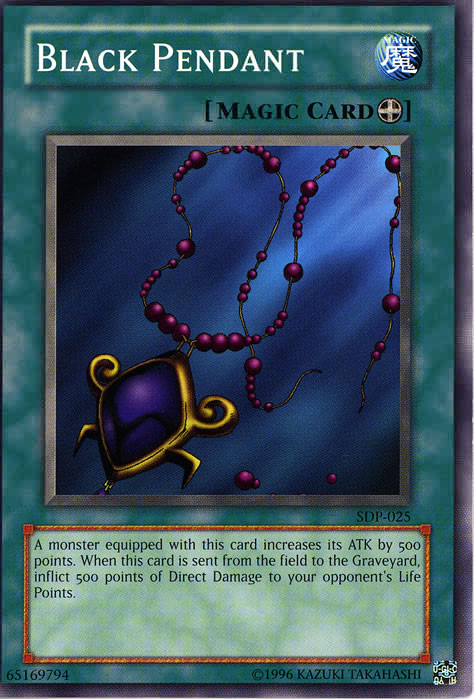 BLACK PENDANT
MAGIC
魔
[MAGIC CARD]
SDP-025
A monster equipped with this card increases its ATK by 500
points. When this card is sent from the field to the Graveyard,
inflict 500 points of Direct Damage to your opponent's Life
Points.
65169794
©1996 KAZUKI TAKAHASHI